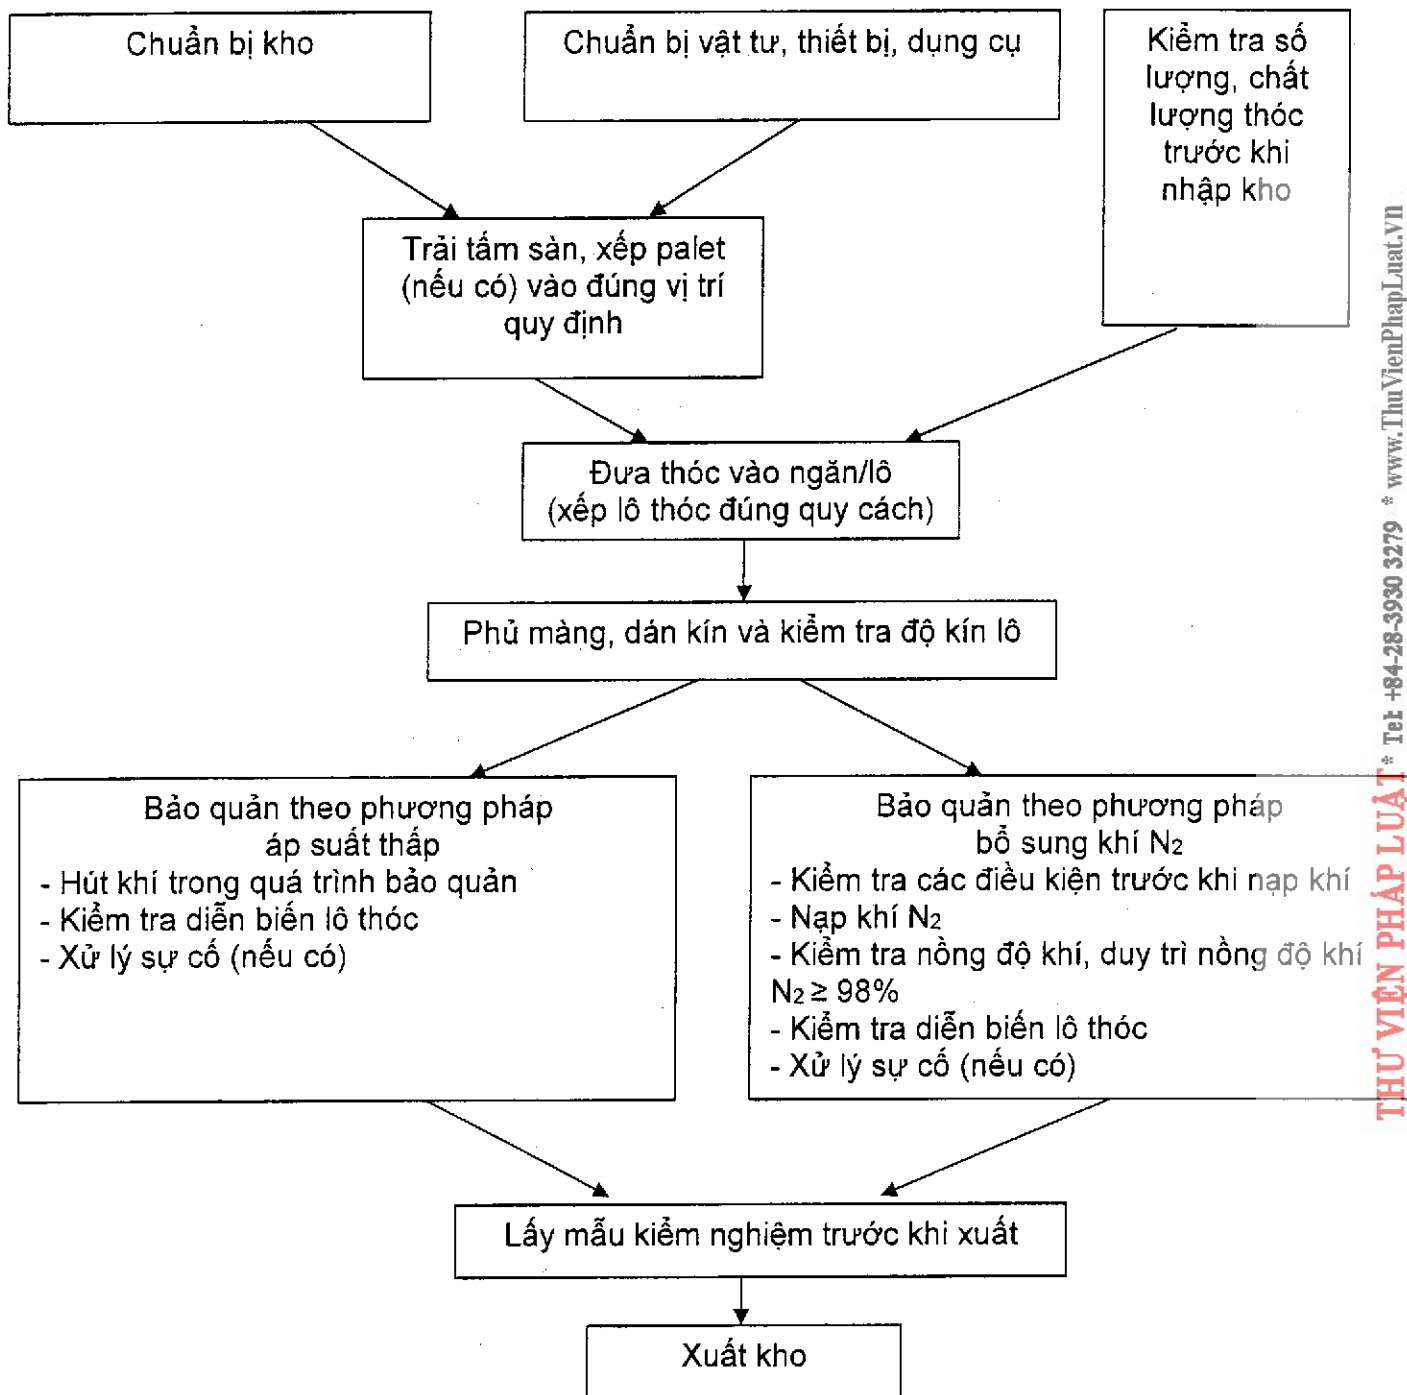 Chuẩn bị kho
Chuẩn bị vật tư, thiết bị, dụng cụ
Kiểm tra số
lượng, chất
lượng thóc
trước khi
nhập kho
Trải tấm sàn, xếp palet
(nếu có) vào đúng vị trí
quy định
Đưa thóc vào ngăn/lô
(xếp lô thóc đúng quy cách)
Phủ màng, dán kín và kiểm tra độ kín lô
Bảo quản theo phương pháp
áp suất thấp
- Hút khí trong quá trình bảo quản
- Kiểm tra diễn biến lô thóc
- Xử lý sự cố (nếu có)
Bảo quản theo phương pháp
bổ sung khí N₂
- Kiểm tra các điều kiện trước khi nạp khí
- Nạp khí N₂
- Kiểm tra nồng độ khí, duy trì nồng độ khí
N₂ ≥ 98%
- Kiểm tra diễn biến lô thóc
- Xử lý sự cố (nếu có)
Lấy mẫu kiểm nghiệm trước khi xuất
Xuất kho
THƯ VIỆN PHÁP LUẬT * Tel: +84-28-3930 3279 * www.ThuVienPhapLuat.vn